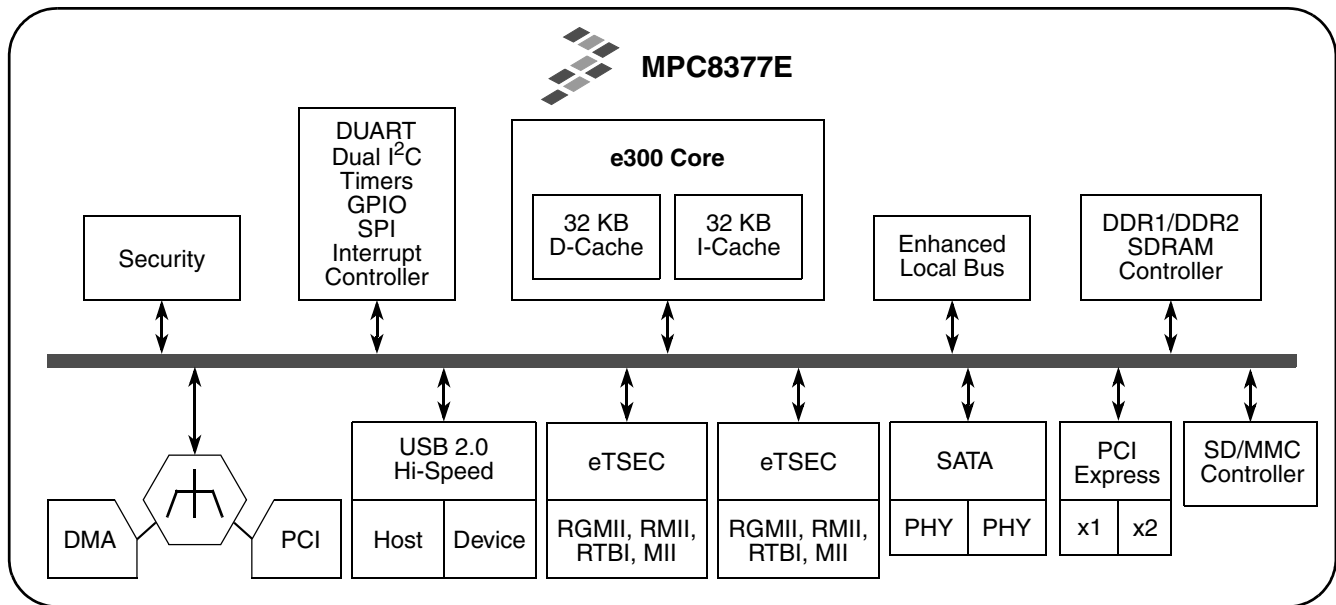 MPC8377E
DUART
Dual I²C
Timers
GPIO
SPI
Interrupt
Controller
e300 Core
32 KB
D-Cache
32 KB
I-Cache
Security
Enhanced
Local Bus
DDR1/DDR2
SDRAM
Controller
DMA
PCI
USB 2.0
Hi-Speed
Host
Device
eTSEC
RGMII, RMII,
RTBI, MII
eTSEC
RGMII, RMII,
RTBI, MII
SATA
PHY
PHY
PCI
Express
x1
x2
SD/MMC
Controller